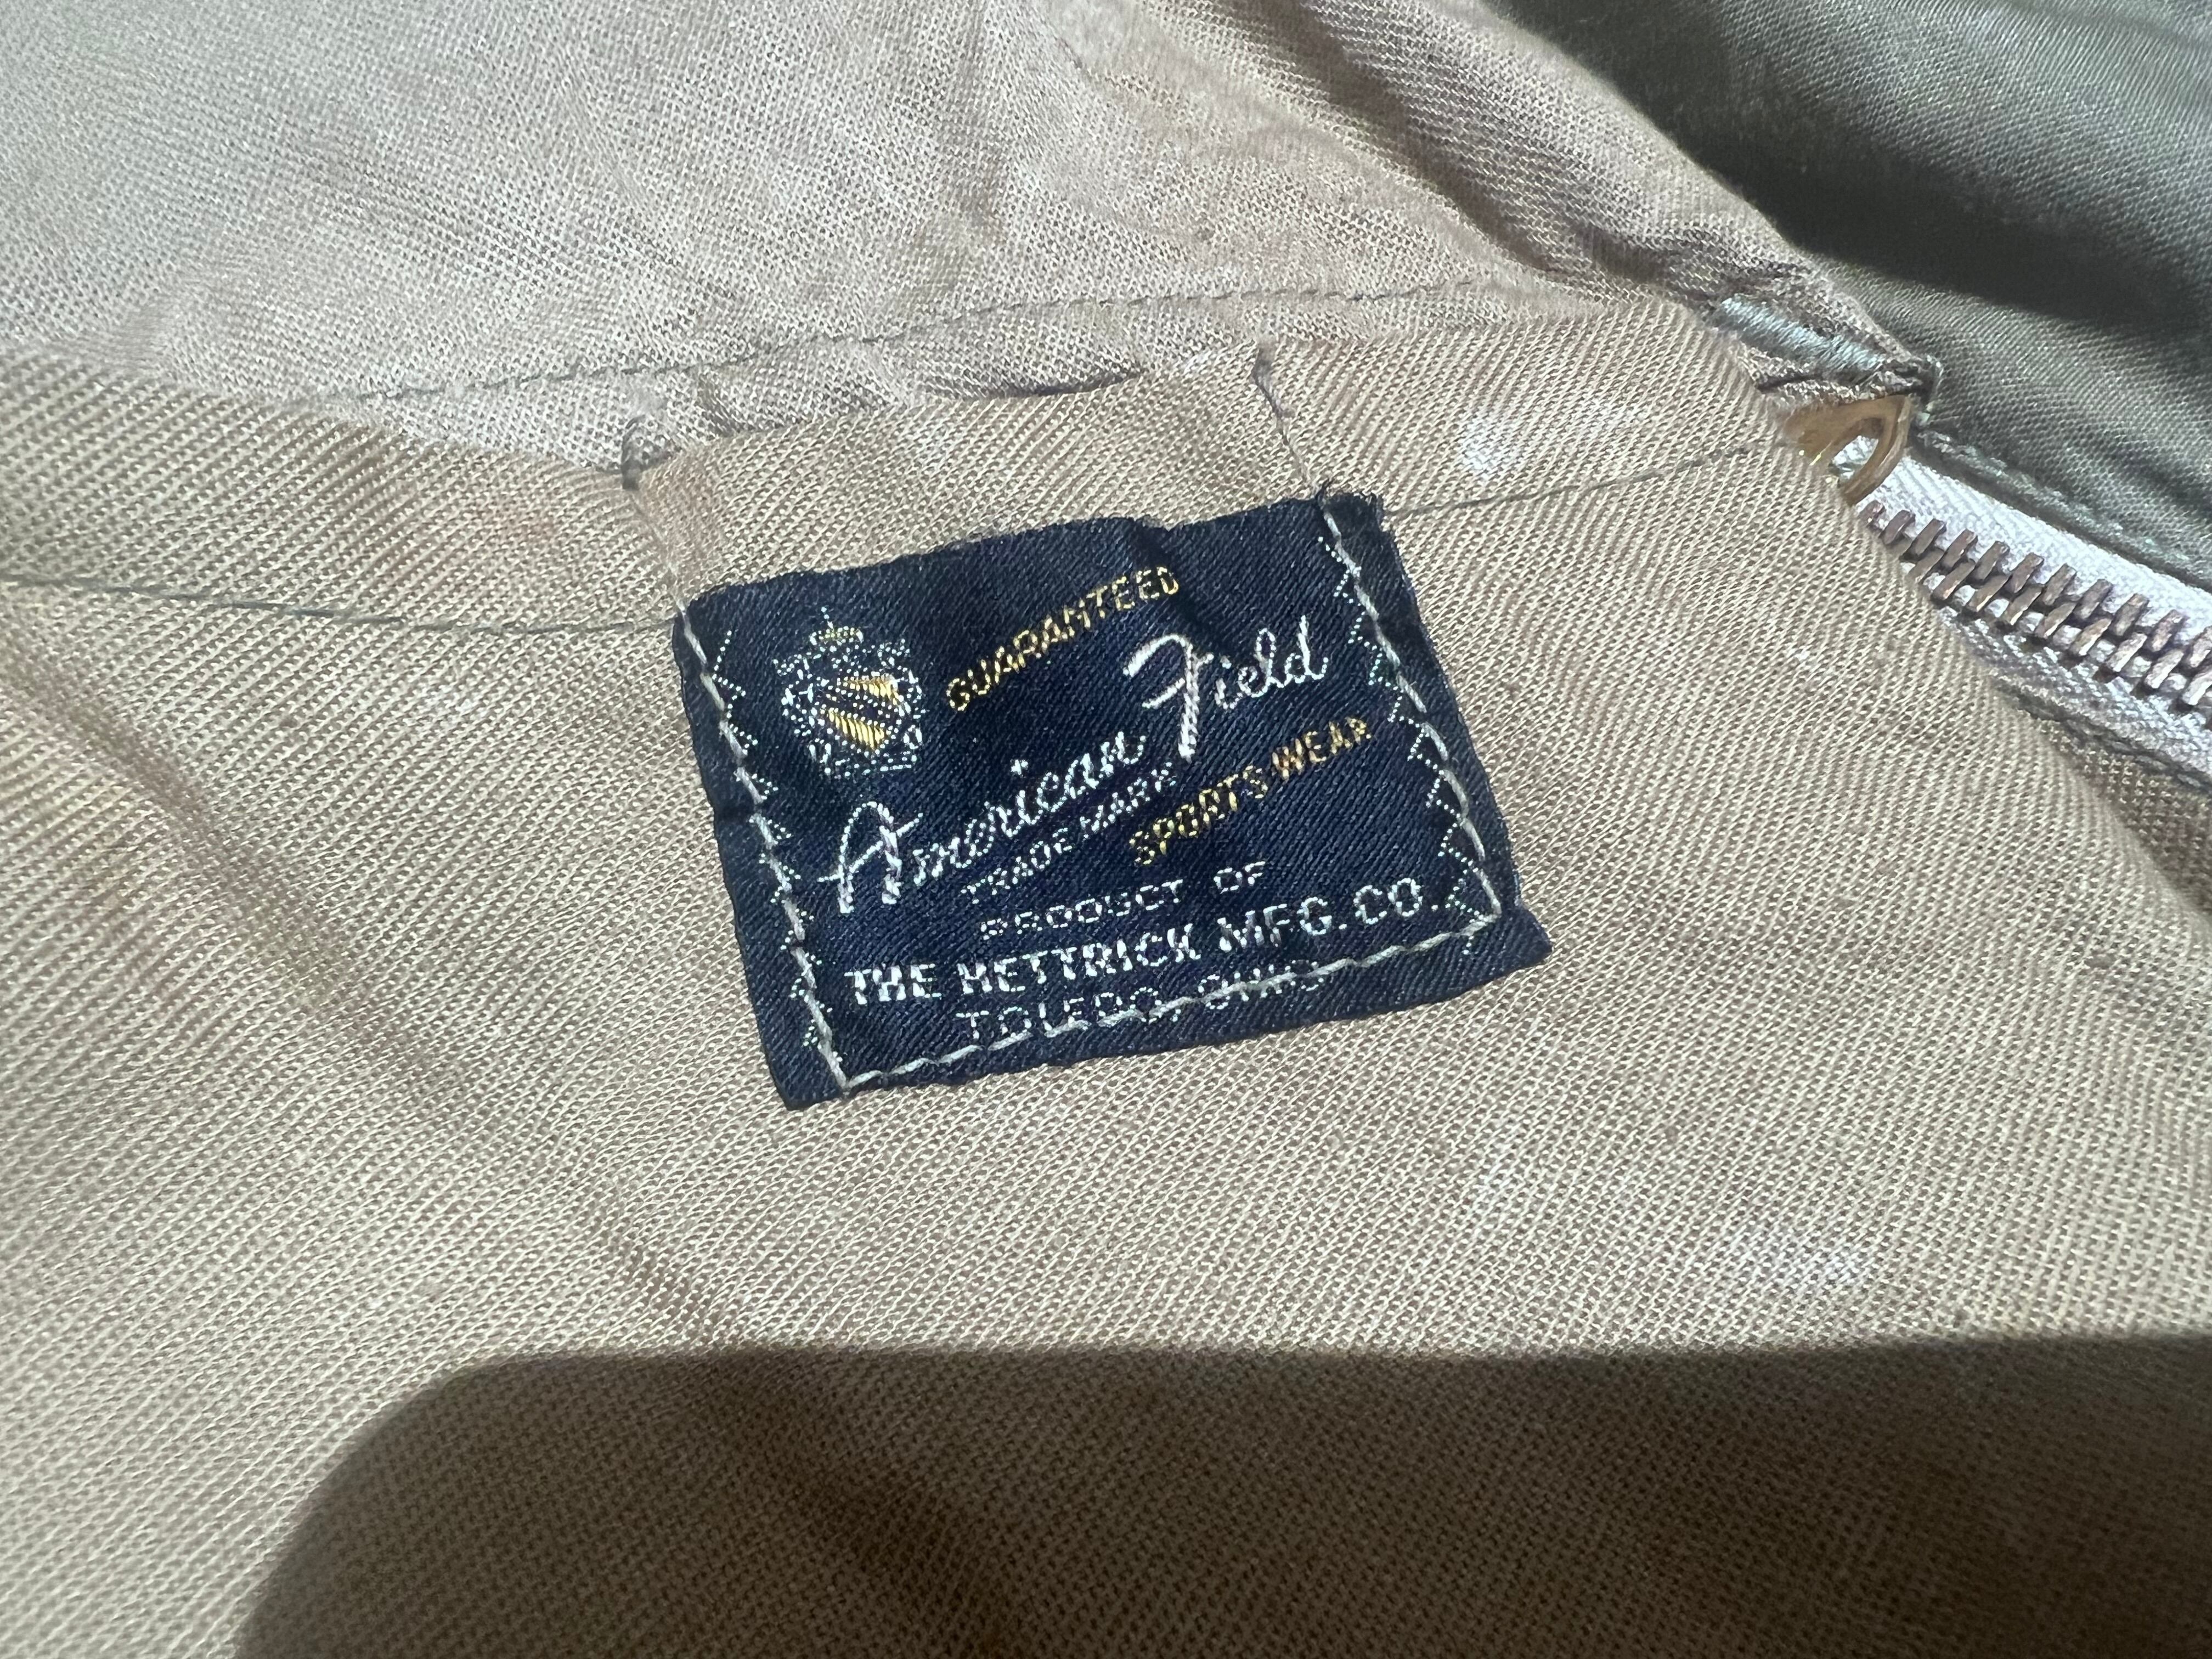 GUARANTEED
American Field
TRADE MARK
SPORTS WEAR
PRODUCT OF
THE HETTRICK MFG. CO.
TOLEDO, OHIO